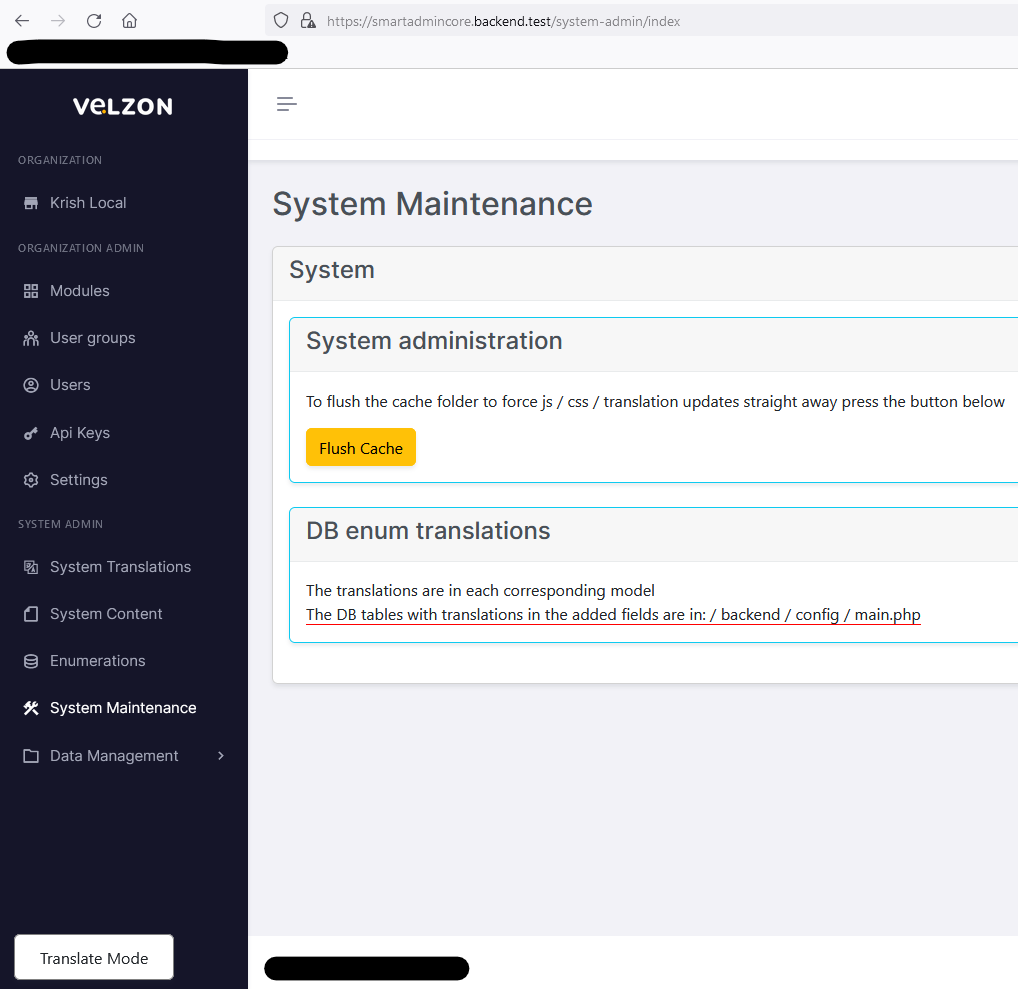 https://smartadmincore.backend.test/system-admin/index
VELZON
ORGANIZATION
Krish Local
ORGANIZATION ADMIN
Modules
User groups
Users
Api Keys
Settings
SYSTEM ADMIN
System Translations
System Content
Enumerations
System Maintenance
Data Management
Translate Mode
System Maintenance
System
System administration
To flush the cache folder to force js / css / translation updates straight away press the button below
Flush Cache
DB enum translations
The translations are in each corresponding model
The DB tables with translations in the added fields are in: / backend / config / main.php